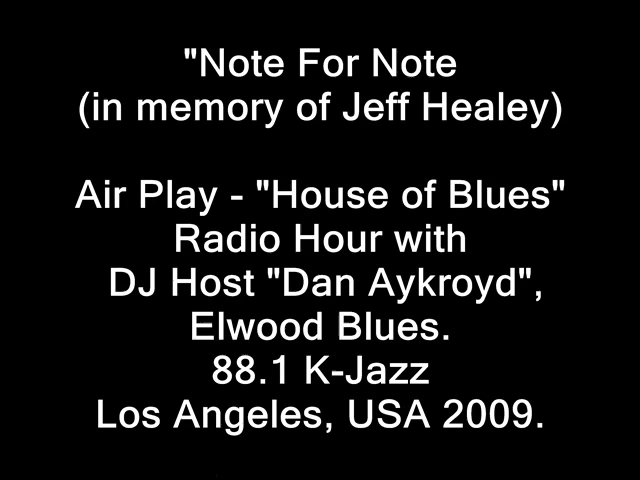 "Note For Note
(in memory of Jeff Healey)
Air Play - "House of Blues"
Radio Hour with
DJ Host "Dan Aykroyd",
Elwood Blues.
88.1 K-Jazz
Los Angeles, USA 2009.